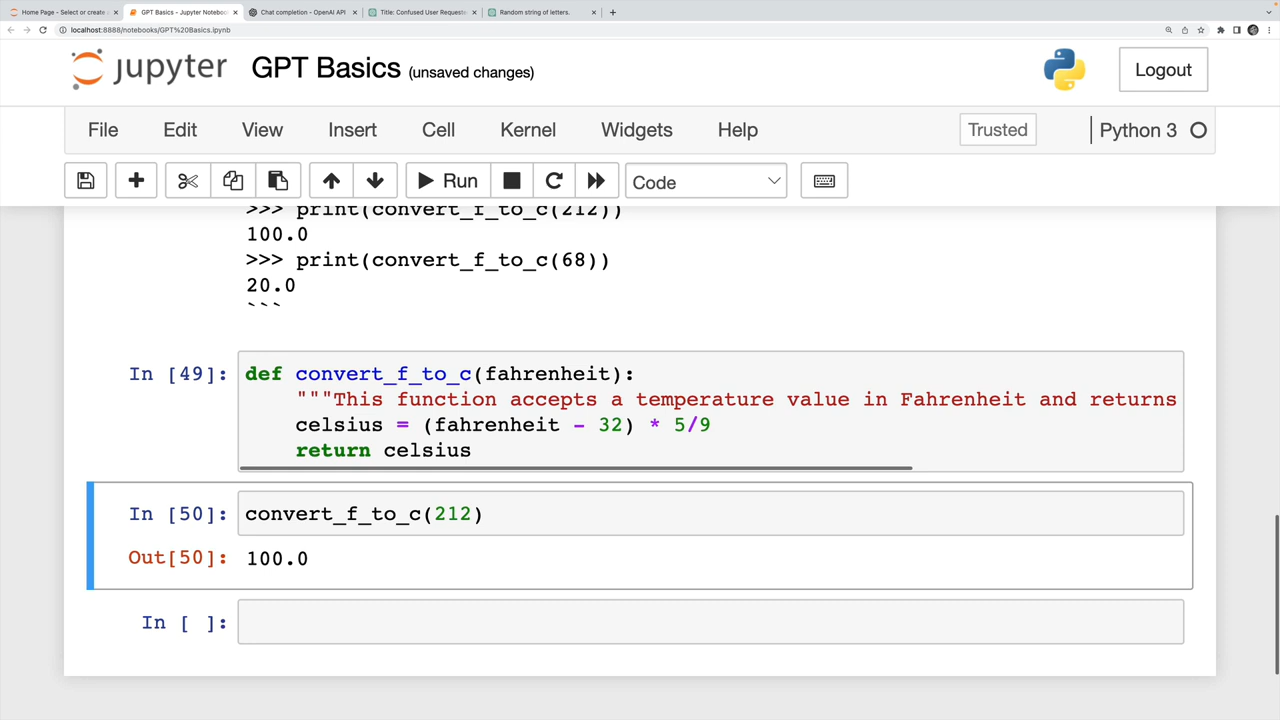 Home Page - Select or create a
GPT Basics - Jupyter Notebook
Chat completion - OpenAI API
Title: Confused User Requests
Random string of letters.
localhost:8888/notebooks/GPT%20Basics.ipynb
jupyter GPT Basics (unsaved changes)
Logout
File Edit View Insert Cell Kernel Widgets Help
Trusted
Python 3
Run
Code
>>> print(convert_f_to_c(212))
100.0
>>> print(convert_f_to_c(68))
20.0
```
In [49]: def convert_f_to_c(fahrenheit):
"""This function accepts a temperature value in Fahrenheit and returns
celsius = (fahrenheit - 32) * 5/9
return celsius
In [50]: convert_f_to_c(212)
Out[50]: 100.0
In [ ]: